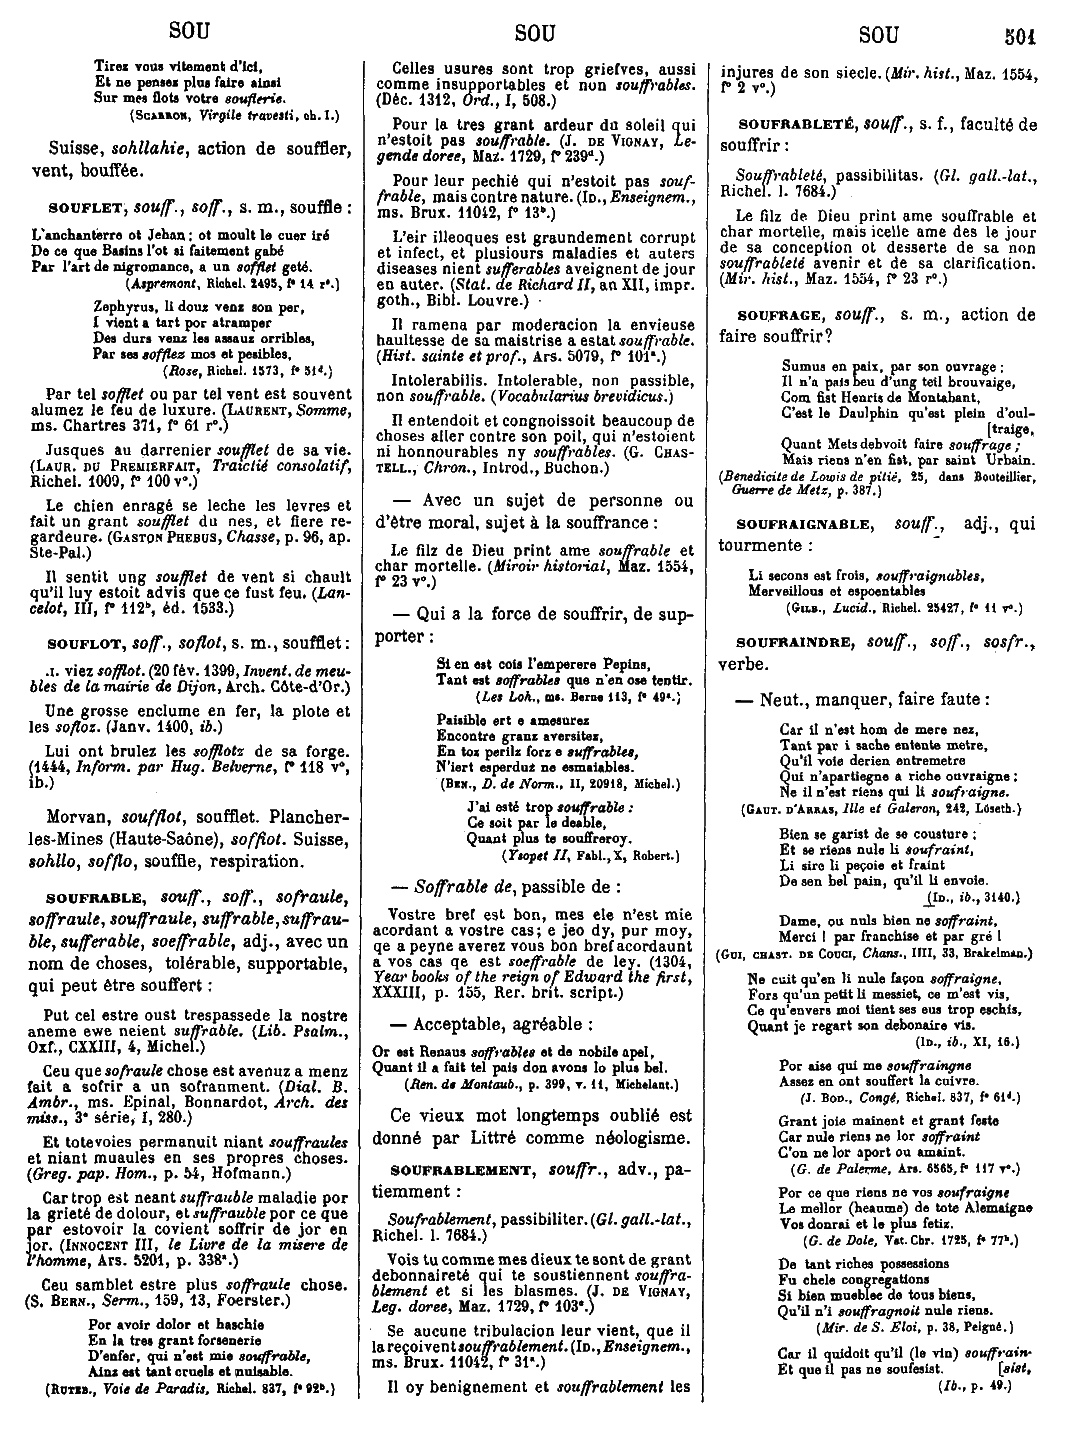 SOU
SOU
SOU
501
Tirez vous vitement d'ici,
Et ne pensez plus faire ainsi
Sur mes flots votre souflerie.
(SCARRON, Virgile travesti, ch. I.)
Suisse, sohllahie, action de souffler,
vent, bouffée.
SOUFLET, souff., soff., s. m., souffle :
L'anchanterre ot Jehan ; ot moult le cuer iré
De ce que Basins l'ot si faitement gabé
Par l'art de nigromance, a un sofflet geté.
(Aspremont, Richel. 2495, f° 14 r°.)
Zephyrus, li douz venz son per,
I vient a tart por atramper
Des durs venz les assauz orribles,
Par ses sofflez mos et pesibles,
(Rose, Richel. 1573, f° 51d.)
Par tel sofflet ou par tel vent est souvent
alumez le feu de luxure. (LAURENT, Somme,
ms. Chartres 371, f° 61 r°.)
Jusques au darrenier soufflet de sa vie.
(LAUR. DU PREMIERFAIT, Traictié consolatif,
Richel. 1009, f° 100 v°.)
Le chien enragé se leche les levres et
fait un grant soufflet du nes, et fiere re-
gardeure. (GASTON PHEBUS, Chasse, p. 96, ap.
Ste-Pal.)
Il sentit ung soufflet de vent si chault
qu'il luy estoit advis que ce fust feu. (Lan-
celot, III, f° 112b, éd. 1533.)
SOUFLOT, soff., soflot, s. m., soufflet :
.I. viez sofflot. (20 fév. 1399, Invent. de meu-
bles de la mairie de Dijon, Arch. Côte-d'Or.)
Une grosse enclume en fer, la plote et
les sofloz. (Janv. 1400, ib.)
Lui ont brulez les sofflotz de sa forge.
(1444, Inform. par Hug. Belverne, f° 118 v°,
ib.)
Morvan, soufflot, soufflet. Plancher-
les-Mines (Haute-Saône), soffiot. Suisse,
sohllo, sofflo, souffle, respiration.
SOUFRABLE, souff., soff., sofraule,
soffraule, souffraule, suffrable, suffrau-
ble, sufferable, soeffrable, adj., avec un
nom de choses, tolérable, supportable,
qui peut être souffert :
Put cel estre oust trespassede la nostre
aneme ewe neient suffrable. (Lib. Psalm.,
Oxf., CXXIII, 4, Michel.)
Ceu que sofraule chose est avenuz a menz
fait a sofrir a un sofranment. (Dial. B.
Ambr., ms. Epinal, Bonnardot, Arch. des
miss., 3e série, I, 280.)
Et totevoies permanuit niant souffraules
et niant muaules en ses propres choses.
(Greg. pap. Hom., p. 54, Hofmann.)
Car trop est neant suffrauble maladie por
la grieté de dolour, et suffrauble por ce que
par estovoir la covient soffrir de jor en
jor. (INNOCENT III, le Livre de la misere de
l'homme, Ars. 5201, p. 338a.)
Ceu samblet estre plus soffraule chose.
(S. BERN., Serm., 159, 13, Foerster.)
Por avoir dolor et haschie
En la tres grant forsenerie
D'enfer, qui n'est mie souffrable,
Ains est tant cruels et nuisable.
(RUTEB., Voie de Paradis, Richel. 837, f° 92b.)
Celles usures sont trop griefves, aussi
comme insupportables et non souffrables.
(Déc. 1312, Ord., I, 508.)
Pour la tres grant ardeur du soleil qui
n'estoit pas souffrable. (J. DE VIGNAY, Le-
gende doree, Maz. 1729, f° 239d.)
Pour leur pechié qui n'estoit pas souf-
frable, mais contre nature. (ID., Enseignem.,
ms. Brux. 11042, f° 13b.)
L'eir illeoques est graundement corrupt
et infect, et plusiours maladies et auters
diseases nient sufferables aveignent de jour
en auter. (Stat. de Richard II, an XII, impr.
goth., Bibl. Louvre.)
Il ramena par moderacion la envieuse
haultesse de sa maistrise a estat souffrable.
(Hist. sainte et prof., Ars. 5079, f° 101a.)
Intolerabilis. Intolerable, non passible,
non souffrable. (Vocabularius brevidicus.)
Il entendoit et congnoissoit beaucoup de
choses aller contre son poil, qui n'estoient
ni honnourables ny souffrables. (G. CHAS-
TELL., Chron., Introd., Buchon.)
— Avec un sujet de personne ou
d'être moral, sujet à la souffrance :
Le filz de Dieu print ame souffrable et
char mortelle. (Miroir historial, Maz. 1554,
f° 23 v°.)
— Qui a la force de souffrir, de sup-
porter :
Si en est cois l'emperere Pepins,
Tant est soffrables que n'en ose tentir.
(Les Loh., ms. Berne 113, f° 49a.)
Paisible ert e amesurez
Encontre granz aversitez,
En toz perilz forz e suffrables,
N'iert esperduz ne esmaiables.
(BEN., D. de Norm., II, 20918, Michel.)
J'ai esté trop souffrable :
Ce soit par le deable,
Quant plus te souffreroy.
(Ysopet II, Fabl., X, Robert.)
— Soffrable de, passible de :
Vostre bref est bon, mes ele n'est mie
acordant a vostre cas ; e jeo dy, pur moy,
qe a peyne averez vous bon bref acordaunt
a vos cas qe est soeffrable de ley. (1304,
Year books of the reign of Edward the first,
XXXIII, p. 155, Rer. brit. script.)
— Acceptable, agréable :
Or est Renaus soffrables et de nobile apel,
Quant il a fait tel pais don avons lo plus bel.
(Ren. de Montaub., p. 399, v. 11, Michelant.)
Ce vieux mot longtemps oublié est
donné par Littré comme néologisme.
SOUFRABLEMENT, souffr., adv., pa-
tiemment :
Soufrablement, passibiliter. (Gl. gall.-lat.,
Richel. l. 7684.)
Vois tu comme mes dieux te sont de grant
debonnaireté qui te soustiennent souffra-
blement et si les blasmes. (J. DE VIGNAY,
Leg. doree, Maz. 1729, f° 103c.)
Se aucune tribulacion leur vient, que il
la reçoivent souffrablement. (ID., Enseignem.,
ms. Brux. 11042, f° 31a.)
Il oy benignement et souffrablement les
injures de son siecle. (Mir. hist., Maz. 1554,
f° 2 v°.)
SOUFRABLETÉ, souff., s. f., faculté de
souffrir :
Souffrableté, passibilitas. (Gl. gall.-lat.,
Richel. l. 7684.)
Le filz de Dieu print ame souffrable et
char mortelle, mais icelle ame des le jour
de sa conception ot desserte de sa non
souffrableté avenir et de sa clarification.
(Mir. hist., Maz. 1554, f° 23 r°.)
SOUFRAGE, souff., s. m., action de
faire souffrir ?
Sumus en paix, par son ouvrage ;
Il n'a pais beu d'ung teil brouvaige,
Com fist Henris de Montabant,
C'est le Daulphin qu'est plein d'oul-
[traige,
Quant Metz debvoit faire souffrage ;
Mais riens n'en fist, par saint Urbain.
(Benedicite de Lowis de pitié, 25, dans Bouteillier,
Guerre de Metz, p. 387.)
SOUFRAIGNABLE, souff., adj., qui
tourmente :
Li secons est frois, souffraignables,
Merveillous et espoentables
(GILB., Lucid., Richel. 25427, f° 11 v°.)
SOUFRAINDRE, souff., soff., sosfr.,
verbe.
— Neut., manquer, faire faute :
Car il n'est hom de mere nez,
Tant par i sache entente metre,
Qu'il voie derien entremetre
Qui n'apartiegne a riche ouvraigne ;
Ne il n'est riens qui li soufraigne.
(GAUT. D'ARRAS, Ille et Galeron, 242, Löseth.)
Bien se garist de se cousture ;
Et se riens nule li soufraint,
Li sire li peçoie et fraint
De sen bel pain, qu'il li envoie.
(ID., ib., 3140.)
Dame, ou nuls bien ne soffraint,
Merci ! par franchise et par gré !
(GUI, CHAST. DE COUCI, Chans., IIII, 33, Brakelman.)
Ne cuit qu'en li nule façon soffraigne,
Fors qu'un petit li messiet, ce m'est vis,
Ce qu'envers moi tient ses eus trop eschis,
Quant je regart son debonaire vis.
(ID., ib., XI, 16.)
Por aise qui me souffraingne
Assez en ont souffert la cuivre.
(J. BOD., Congé, Richel. 837, f° 61d.)
Grant joie mainent et grant feste
Car nule riens ne lor soffraint
C'on ne lor aport ou amaint.
(G. de Palerme, Ars. 6565, f° 117 v°.)
Por ce que riens ne vos soufraigne
Le mellor (heaume) de tote Alemaigne
Vos donrai et le plus fetiz.
(G. de Dole, Vat. Chr. 1725, f° 77b.)
De tant riches possessions
Fu chele congregations
Si bien mueblee de tous biens,
Qu'il n'i souffragnoit nule riens.
(Mir. de S. Eloi, p. 38, Peigné.)
Car il quidoit qu'il (le vin) souffrain-
Et que il pas ne soufesist. [sist,
(Ib., p. 49.)